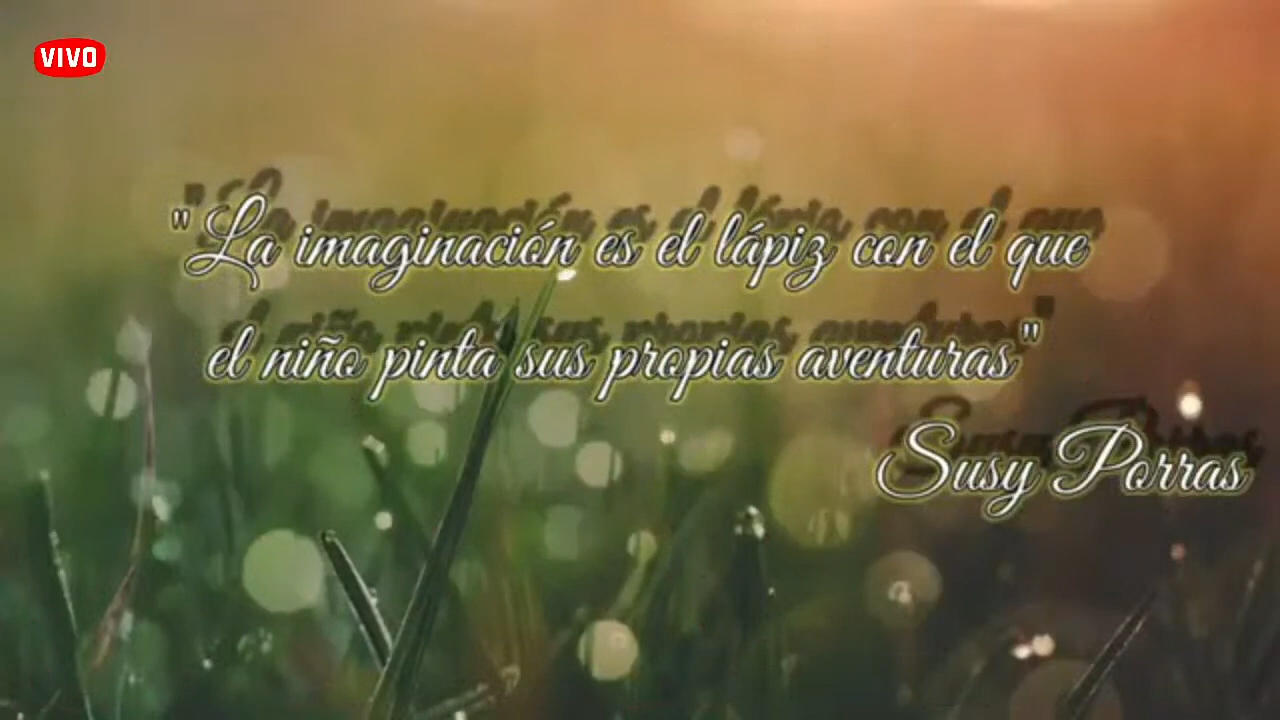 VIVO
"La imaginación es el lápiz con el que
el niño pinta sus propias aventuras"
Susy Porras